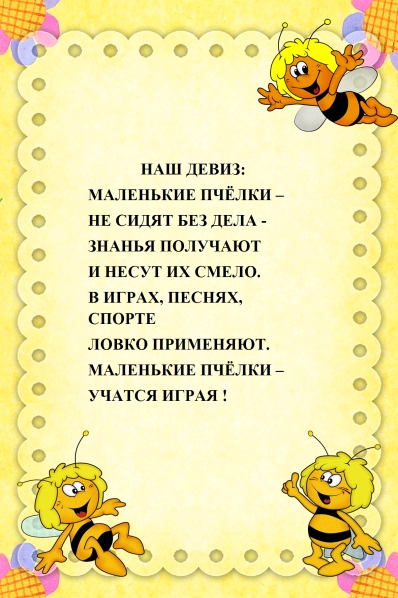 НАШ ДЕВИЗ:
МАЛЕНЬКИЕ ПЧЁЛКИ –
НЕ СИДЯТ БЕЗ ДЕЛА -
ЗНАНЬЯ ПОЛУЧАЮТ
И НЕСУТ ИХ СМЕЛО.
В ИГРАХ, ПЕСНЯХ,
СПОРТЕ
ЛОВКО ПРИМЕНЯЮТ.
МАЛЕНЬКИЕ ПЧЁЛКИ –
УЧАТСЯ ИГРАЯ !